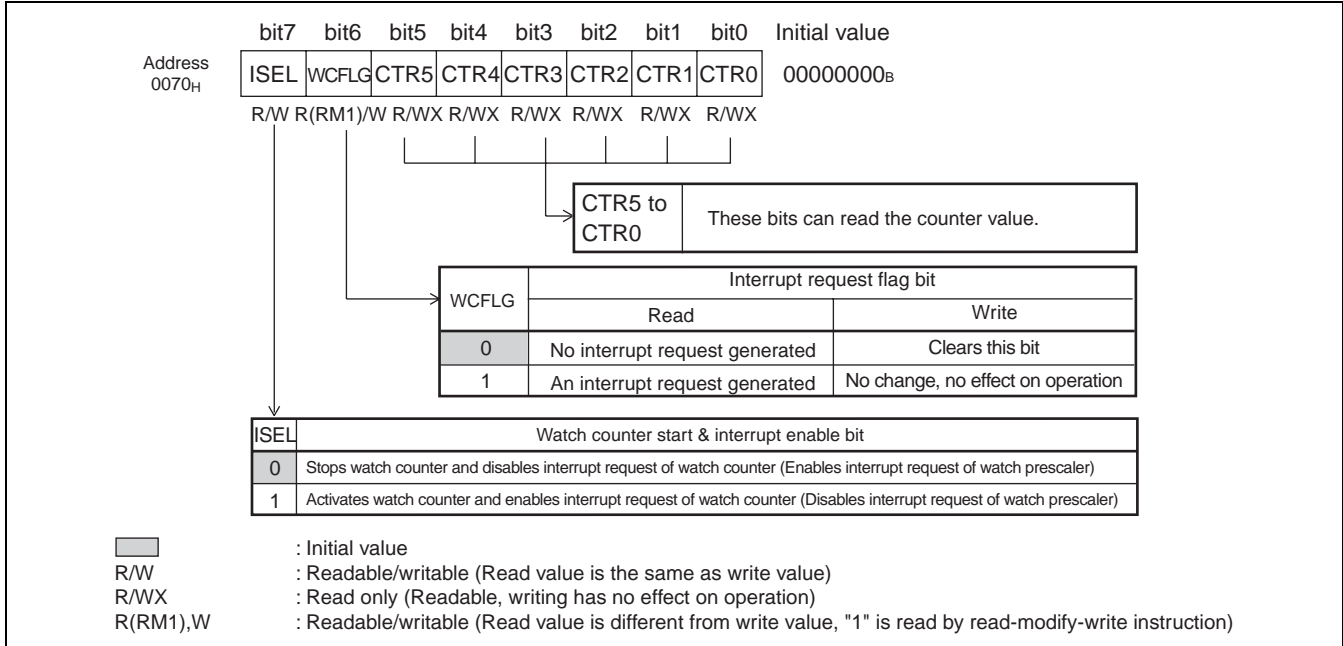 bit7 bit6 bit5 bit4 bit3 bit2 bit1 bit0 Initial value
Address
0070H
ISEL WCFLG CTR5 CTR4 CTR3 CTR2 CTR1 CTR0 00000000B
R/W R(RM1)/W R/WX R/WX R/WX R/WX R/WX R/WX
CTR5 to
CTR0
These bits can read the counter value.
WCFLG
Interrupt request flag bit
Read Write
0 No interrupt request generated Clears this bit
1 An interrupt request generated No change, no effect on operation
ISEL Watch counter start & interrupt enable bit
0 Stops watch counter and disables interrupt request of watch counter (Enables interrupt request of watch prescaler)
1 Activates watch counter and enables interrupt request of watch counter (Disables interrupt request of watch prescaler)
: Initial value
R/W : Readable/writable (Read value is the same as write value)
R/WX : Read only (Readable, writing has no effect on operation)
R(RM1),W : Readable/writable (Read value is different from write value, "1" is read by read-modify-write instruction)